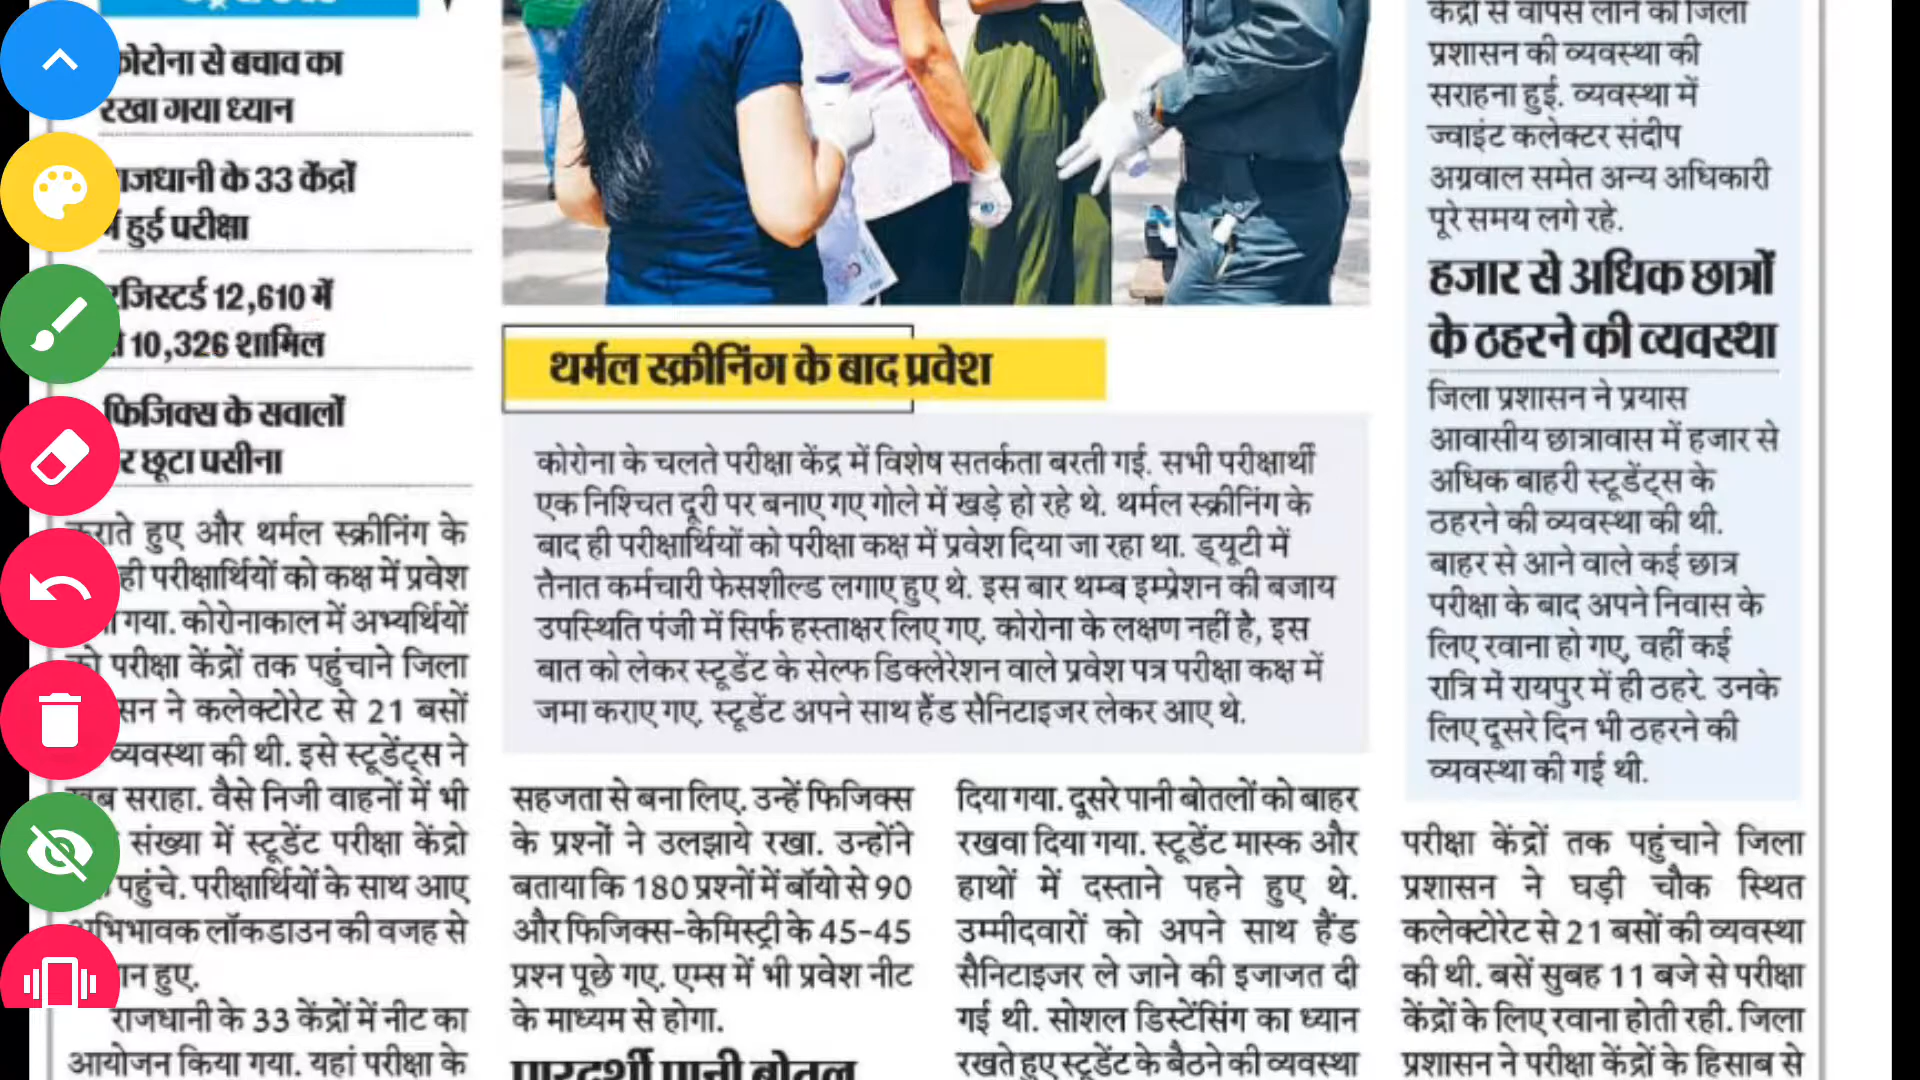 कोरोना से बचाव का
रखा गया ध्यान
राजधानी के 33 केंद्रों
में हुई परीक्षा
रजिस्टर्ड 12,610 में
से 10,326 शामिल
फिजिक्स के सवालों
छूटा पसीना
कराते हुए और थर्मल स्क्रीनिंग के
ही परीक्षार्थियों को कक्ष में प्रवेश
गया. कोरोनाकाल में अभ्यर्थियों
को परीक्षा केंद्रों तक पहुंचाने जिला
ने कलेक्टोरेट से 21 बसों
व्यवस्था की थी. इसे स्टूडेंट्स ने
खूब सराहा. वैसे निजी वाहनों में भी
संख्या में स्टूडेंट परीक्षा केंद्रो
पहुंचे. परीक्षार्थियों के साथ आए
अभिभावक लॉकडाउन की वजह से
हुए.
राजधानी के 33 केंद्रों में नीट का
आयोजन किया गया. यहां परीक्षा के
थर्मल स्क्रीनिंग के बाद प्रवेश
कोरोना के चलते परीक्षा केंद्र में विशेष सतर्कता बरती गई. सभी परीक्षार्थी
एक निश्चित दूरी पर बनाए गए गोले में खड़े हो रहे थे. थर्मल स्क्रीनिंग के
बाद ही परीक्षार्थियों को परीक्षा कक्ष में प्रवेश दिया जा रहा था. ड्यूटी में
तैनात कर्मचारी फेसशील्ड लगाए हुए थे. इस बार थम्ब इम्प्रेशन की बजाय
उपस्थिति पंजी में सिर्फ हस्ताक्षर लिए गए. कोरोना के लक्षण नहीं है, इस
बात को लेकर स्टूडेंट के सेल्फ डिक्लेरेशन वाले प्रवेश पत्र परीक्षा कक्ष में
जमा कराए गए. स्टूडेंट अपने साथ हैंड सैनिटाइजर लेकर आए थे.
सहजता से बना लिए. उन्हें फिजिक्स
के प्रश्नों ने उलझाये रखा. उन्होंने
बताया कि 180 प्रश्नों में बॉयो से 90
और फिजिक्स-केमिस्ट्री के 45-45
प्रश्न पूछे गए. एम्स में भी प्रवेश नीट
के माध्यम से होगा.
पारदर्शी पानी बोतल
दिया गया. दूसरे पानी बोतलों को बाहर
रखवा दिया गया. स्टूडेंट मास्क और
हाथों में दस्ताने पहने हुए थे.
उम्मीदवारों को अपने साथ हैंड
सैनिटाइजर ले जाने की इजाजत दी
गई थी. सोशल डिस्टेंसिंग का ध्यान
रखते हुए स्टूडेंट के बैठने की व्यवस्था
केंद्रों से वापस लाने की जिला
प्रशासन की व्यवस्था की
सराहना हुई. व्यवस्था में
ज्वाइंट कलेक्टर संदीप
अग्रवाल समेत अन्य अधिकारी
पूरे समय लगे रहे.
हजार से अधिक छात्रों
के ठहरने की व्यवस्था
जिला प्रशासन ने प्रयास
आवासीय छात्रावास में हजार से
अधिक बाहरी स्टूडेंट्स के
ठहरने की व्यवस्था की थी.
बाहर से आने वाले कई छात्र
परीक्षा के बाद अपने निवास के
लिए रवाना हो गए, वहीं कई
रात्रि में रायपुर में ही ठहरे. उनके
लिए दूसरे दिन भी ठहरने की
व्यवस्था की गई थी.
परीक्षा केंद्रों तक पहुंचाने जिला
प्रशासन ने घड़ी चौक स्थित
कलेक्टोरेट से 21 बसों की व्यवस्था
की थी. बसें सुबह 11 बजे से परीक्षा
केंद्रों के लिए रवाना होती रही. जिला
प्रशासन ने परीक्षा केंद्रों के हिसाब से